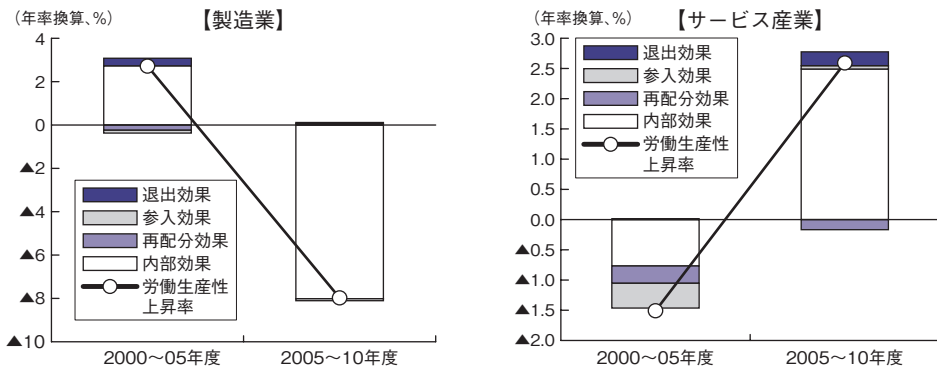 (年率換算、%)
【製造業】
4
2
0
▲2
▲4
▲6
▲8
▲10
退出効果
参入効果
再配分効果
内部効果
労働生産性
上昇率
2000～05年度
2005～10年度
(年率換算、%)
【サービス産業】
3.0
2.5
2.0
1.5
1.0
0.5
0.0
▲0.5
▲1.0
▲1.5
▲2.0
退出効果
参入効果
再配分効果
内部効果
労働生産性
上昇率
2000～05年度
2005～10年度